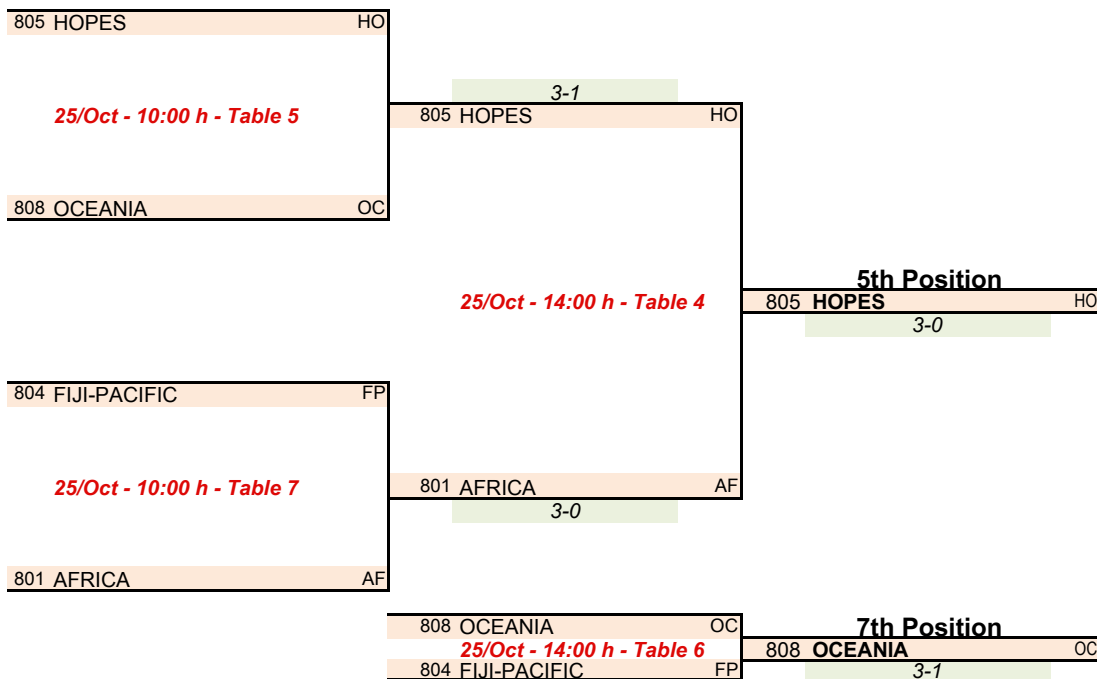 805 HOPES HO
3-1
25/Oct - 10:00 h - Table 5
805 HOPES HO
808 OCEANIA OC
5th Position
25/Oct - 14:00 h - Table 4
805 HOPES HO
3-0
804 FIJI-PACIFIC FP
25/Oct - 10:00 h - Table 7
801 AFRICA AF
3-0
801 AFRICA AF
808 OCEANIA OC
7th Position
25/Oct - 14:00 h - Table 6
808 OCEANIA OC
804 FIJI-PACIFIC FP
3-1